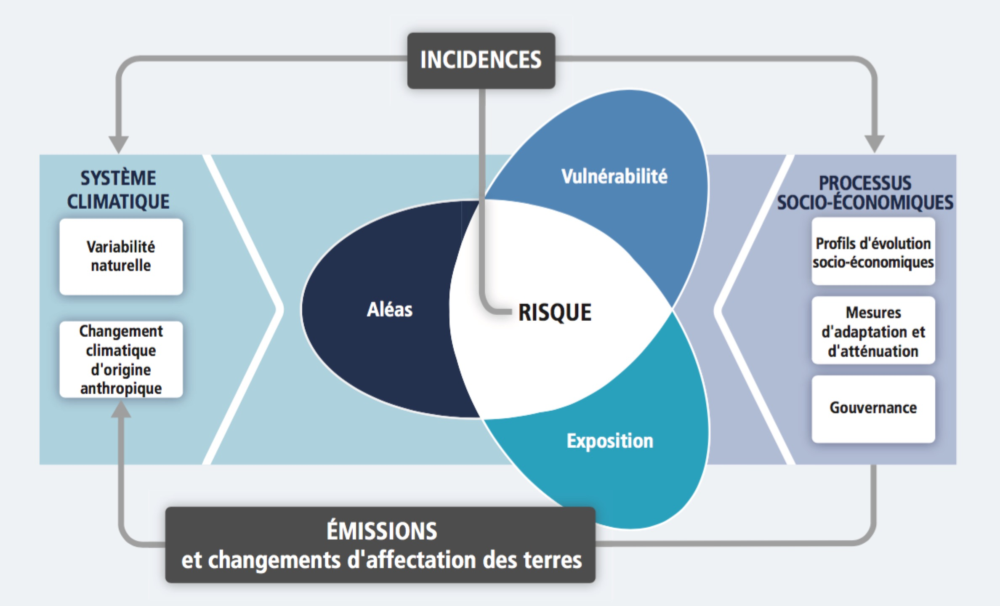 INCIDENCES
SYSTÈME
CLIMATIQUE
Variabilité
naturelle
Changement
climatique
d'origine
anthropique
Vulnérabilité
Aléas
RISQUE
Exposition
PROCESSUS
SOCIO-ÉCONOMIQUES
Profils d'évolution
socio-économiques
Mesures
d'adaptation et
d'atténuation
Gouvernance
ÉMISSIONS
et changements d'affectation des terres